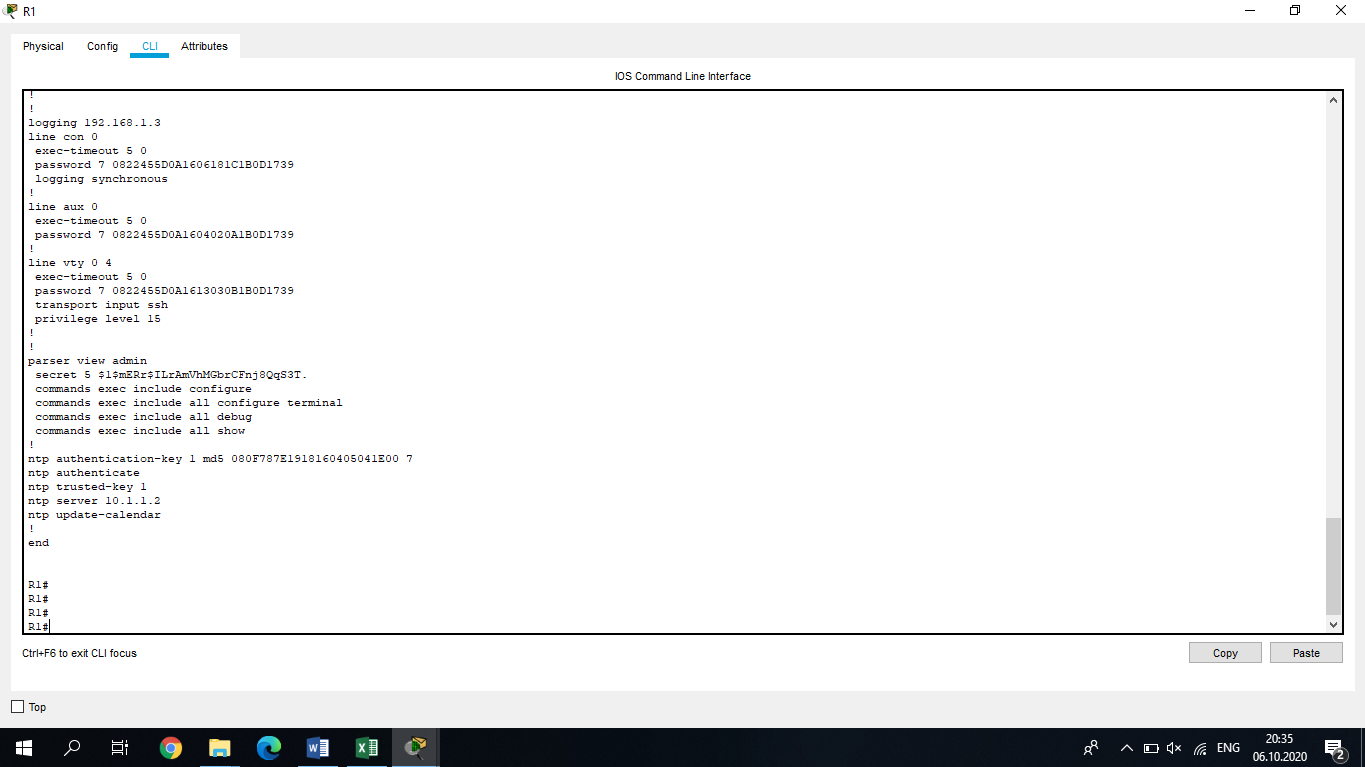 R1
Physical Config CLI Attributes
IOS Command Line Interface
!
!
logging 192.168.1.3
line con 0
exec-timeout 5 0
password 7 0822455D0A1606181C1B0D1739
logging synchronous
!
line aux 0
exec-timeout 5 0
password 7 0822455D0A1604020A1B0D1739
!
line vty 0 4
exec-timeout 5 0
password 7 0822455D0A1613030B1B0D1739
transport input ssh
privilege level 15
!
!
parser view admin
secret 5 $1$mERr$ILrAmVhMGbrCFnj8QqS3T.
commands exec include configure
commands exec include all configure terminal
commands exec include all debug
commands exec include all show
!
ntp authentication-key 1 md5 080F787E1918160405041E00 7
ntp authenticate
ntp trusted-key 1
ntp server 10.1.1.2
ntp update-calendar
!
end
R1#
R1#
R1#
R1#
Ctrl+F6 to exit CLI focus
Copy Paste
Top
ENG 20:35
06.10.2020
2